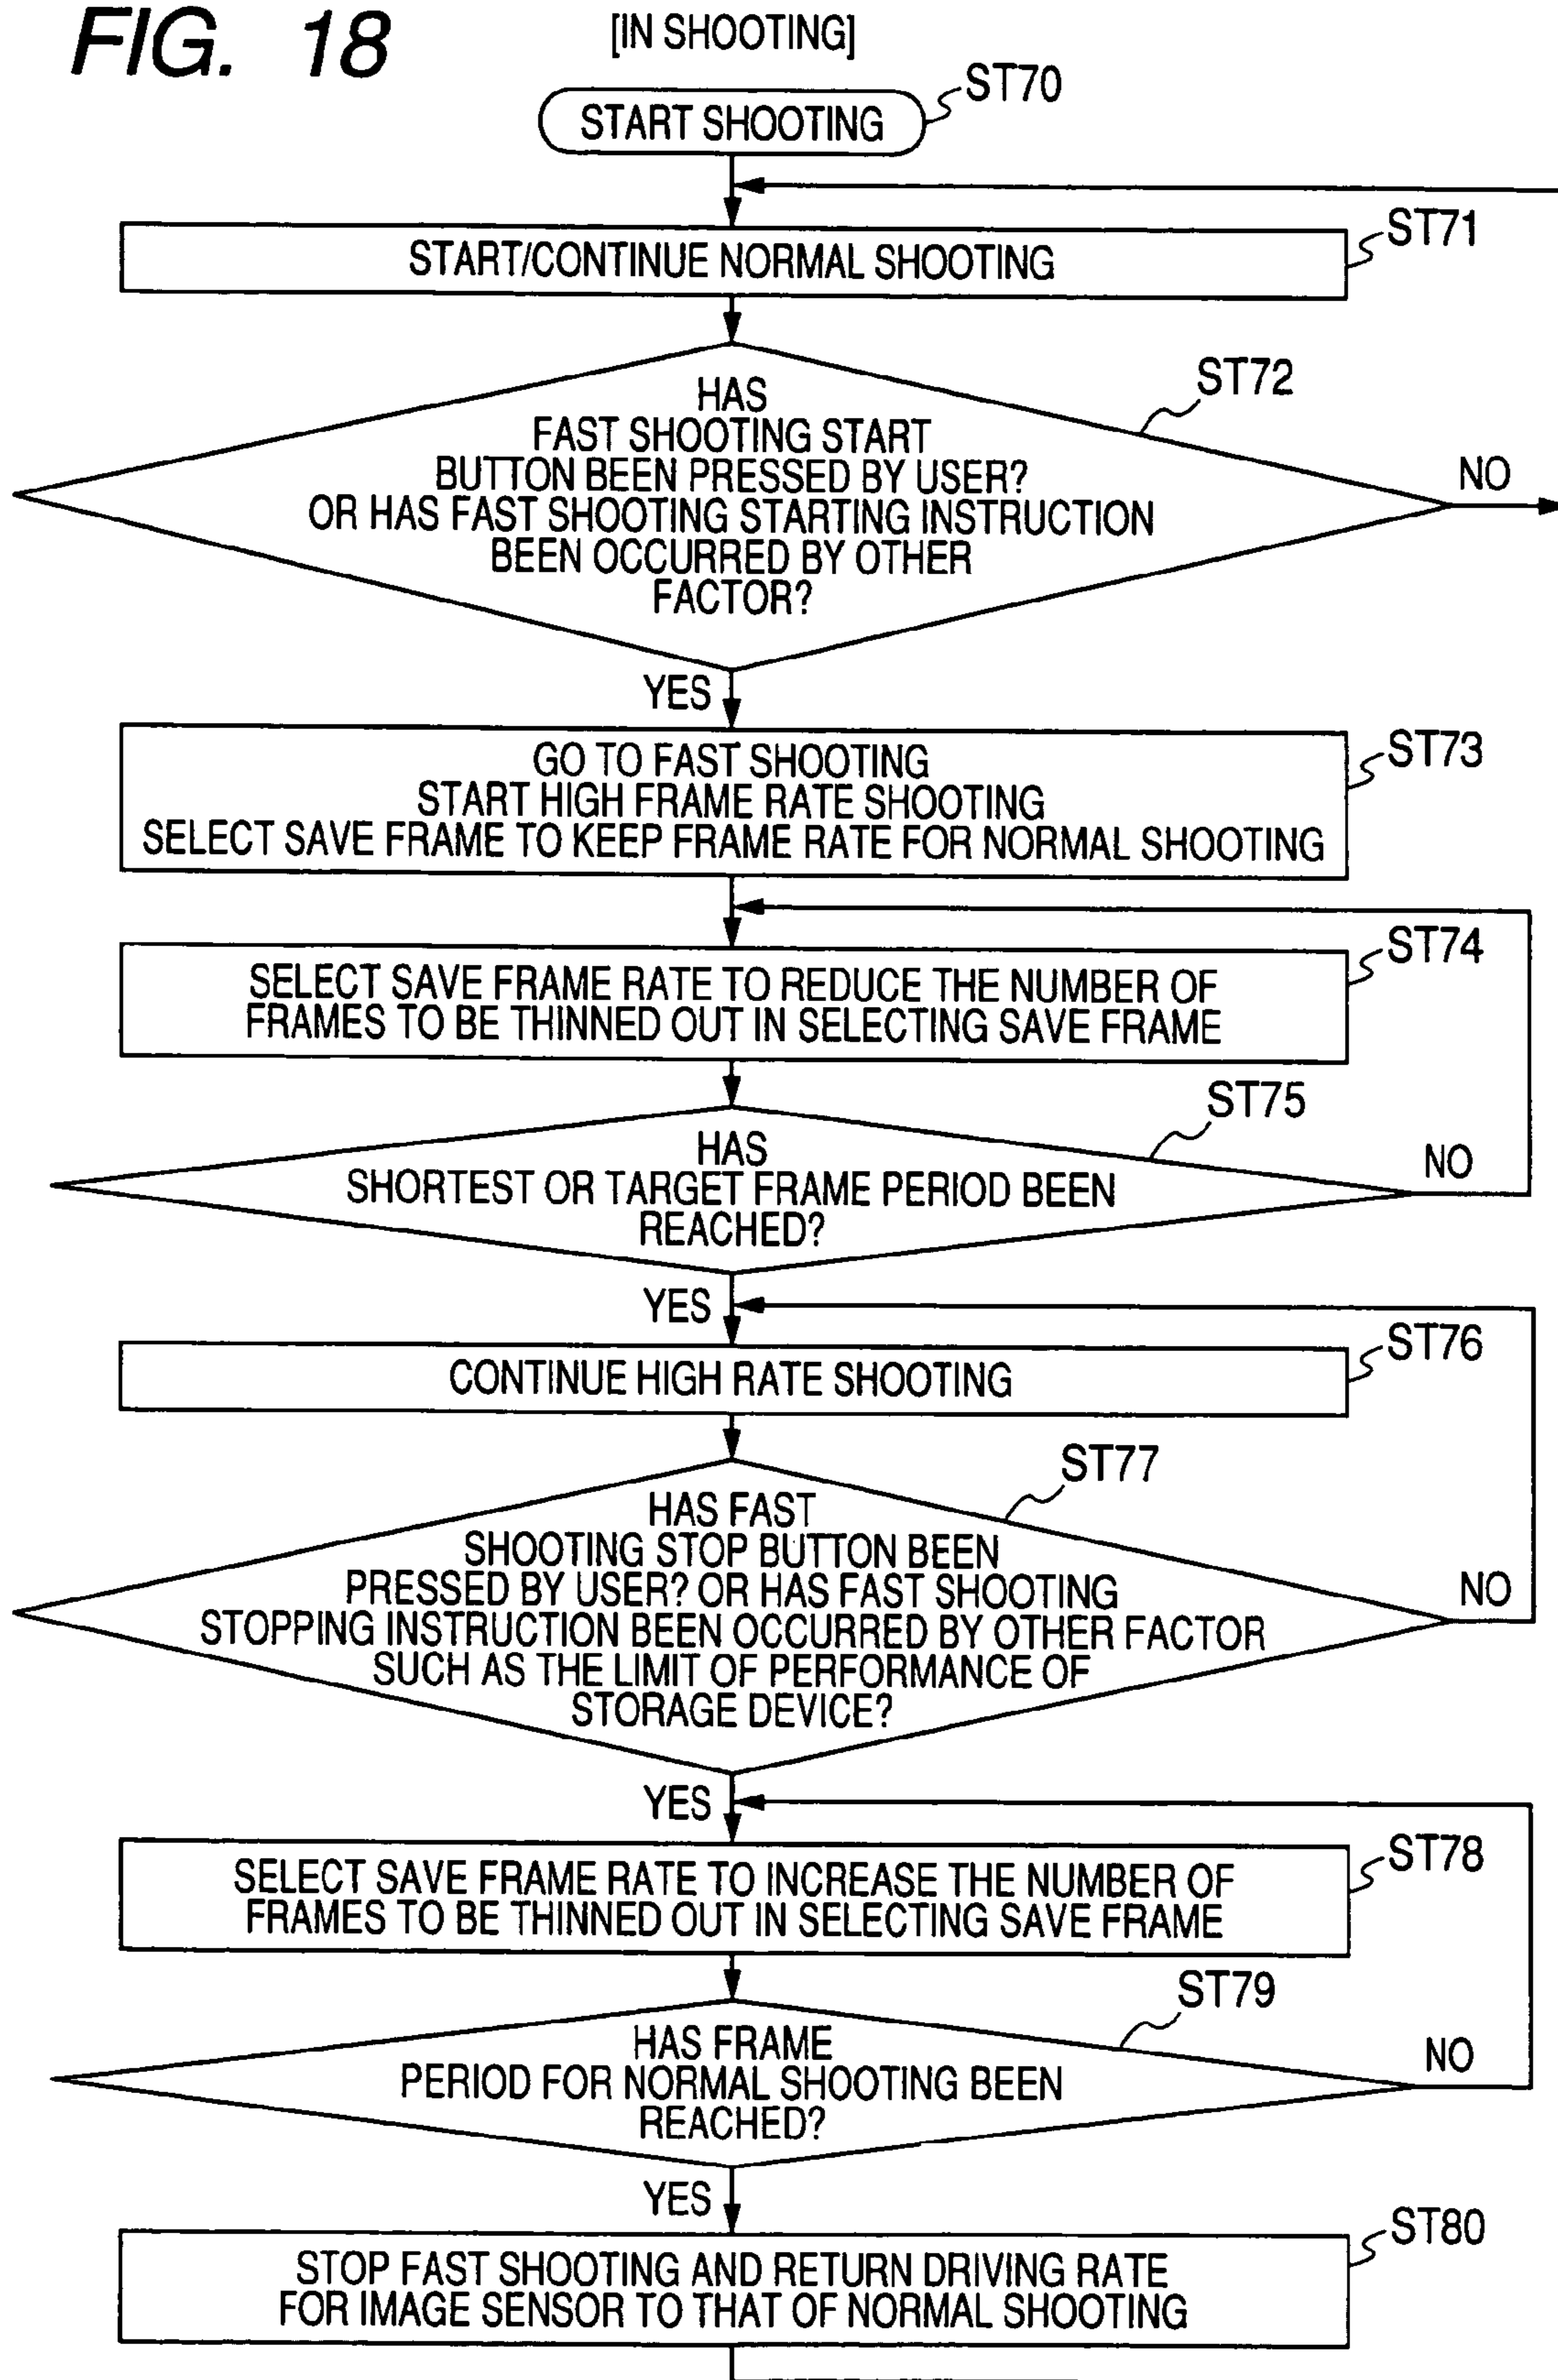 FIG. 18
[IN SHOOTING]
START SHOOTING
ST70
START/CONTINUE NORMAL SHOOTING
ST71
HAS
FAST SHOOTING START
BUTTON BEEN PRESSED BY USER?
OR HAS FAST SHOOTING STARTING INSTRUCTION
BEEN OCCURRED BY OTHER
FACTOR?
ST72
NO
YES
GO TO FAST SHOOTING
START HIGH FRAME RATE SHOOTING
SELECT SAVE FRAME TO KEEP FRAME RATE FOR NORMAL SHOOTING
ST73
SELECT SAVE FRAME RATE TO REDUCE THE NUMBER OF
FRAMES TO BE THINNED OUT IN SELECTING SAVE FRAME
ST74
HAS
SHORTEST OR TARGET FRAME PERIOD BEEN
REACHED?
ST75
NO
YES
CONTINUE HIGH RATE SHOOTING
ST76
HAS FAST
SHOOTING STOP BUTTON BEEN
PRESSED BY USER? OR HAS FAST SHOOTING
STOPPING INSTRUCTION BEEN OCCURRED BY OTHER FACTOR
SUCH AS THE LIMIT OF PERFORMANCE OF
STORAGE DEVICE?
ST77
NO
YES
SELECT SAVE FRAME RATE TO INCREASE THE NUMBER OF
FRAMES TO BE THINNED OUT IN SELECTING SAVE FRAME
ST78
HAS FRAME
PERIOD FOR NORMAL SHOOTING BEEN
REACHED?
ST79
NO
YES
STOP FAST SHOOTING AND RETURN DRIVING RATE
FOR IMAGE SENSOR TO THAT OF NORMAL SHOOTING
ST80